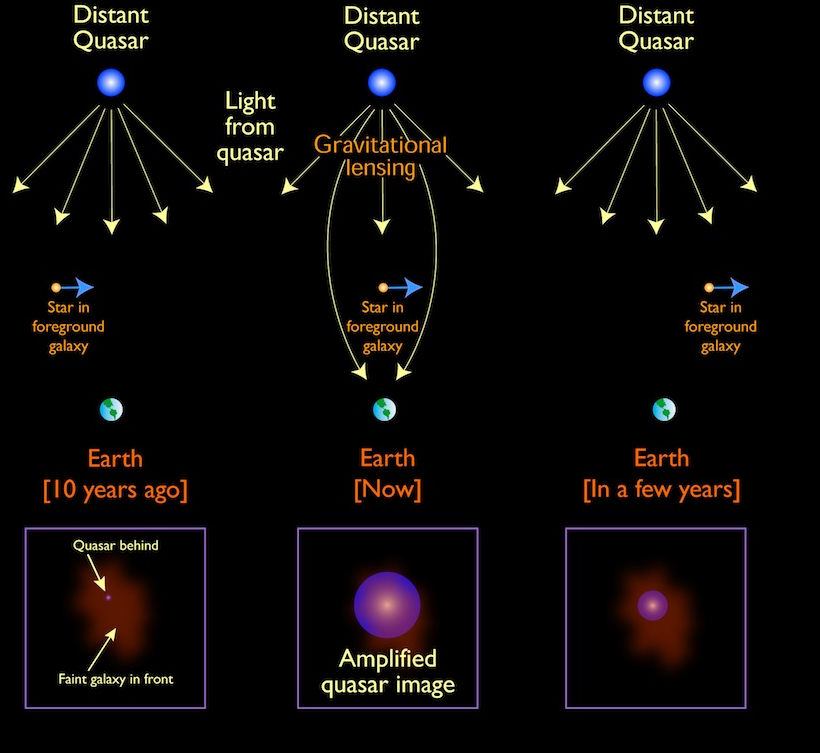 Distant
Quasar
Distant
Quasar
Distant
Quasar
Light
from
quasar
Gravitational
lensing
Star in
foreground
galaxy
Star in
foreground
galaxy
Star in
foreground
galaxy
Earth
[10 years ago]
Earth
[Now]
Earth
[In a few years]
Quasar behind
Faint galaxy in front
Amplified
quasar image